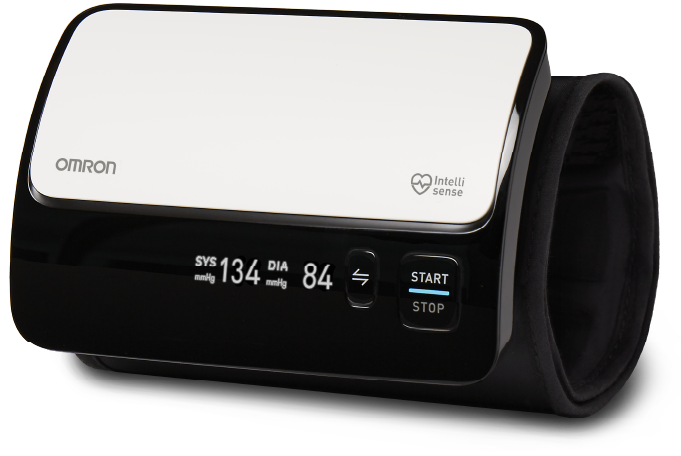 OMRON
Intelli
sense
SYS
mmHg
134
DIA
mmHg
84
START
STOP